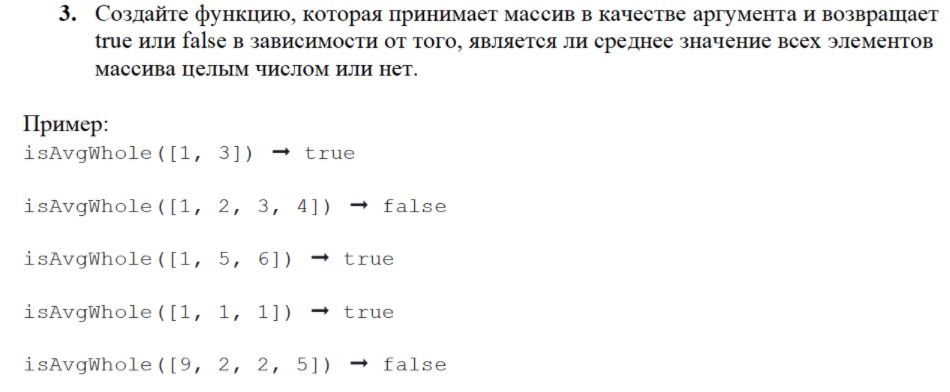 3. Создайте функцию, которая принимает массив в качестве аргумента и возвращает
true или false в зависимости от того, является ли среднее значение всех элементов
массива целым числом или нет.
Пример:
isAvgWhole([1, 3]) ➞ true
isAvgWhole([1, 2, 3, 4]) ➞ false
isAvgWhole([1, 5, 6]) ➞ true
isAvgWhole([1, 1, 1]) ➞ true
isAvgWhole([9, 2, 2, 5]) ➞ false